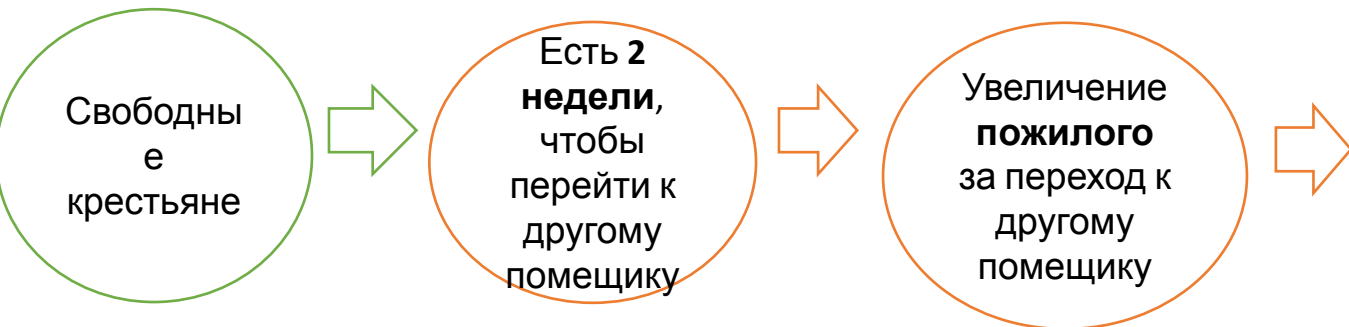 Свободны
е
крестьяне
Есть 2
недели,
чтобы
перейти к
другому
помещику
Увеличение
пожилого
за переход к
другому
помещику